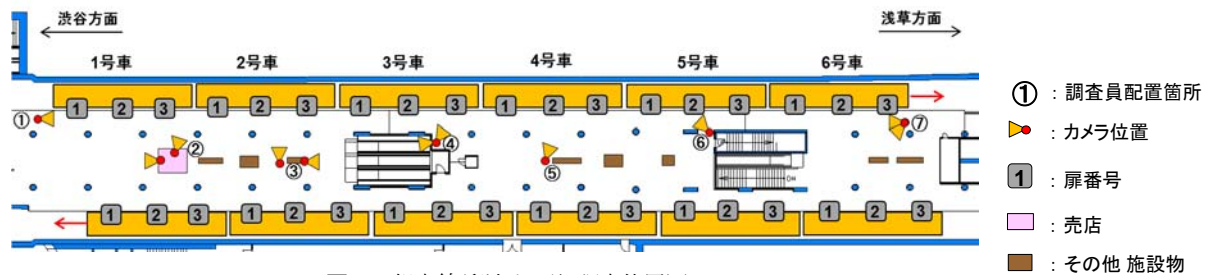 渋谷方面
浅草方面
1号車 2号車 3号車 4号車 5号車 6号車
1 2 3 1 2 3 1 2 3 1 2 3 1 2 3 1 2 3
① ② ③ ④ ⑤ ⑥ ⑦
1 2 3 1 2 3 1 2 3 1 2 3 1 2 3 1 2 3
① : 調査員配置箇所
: カメラ位置
1 : 扉番号
: 売店
: その他 施設物